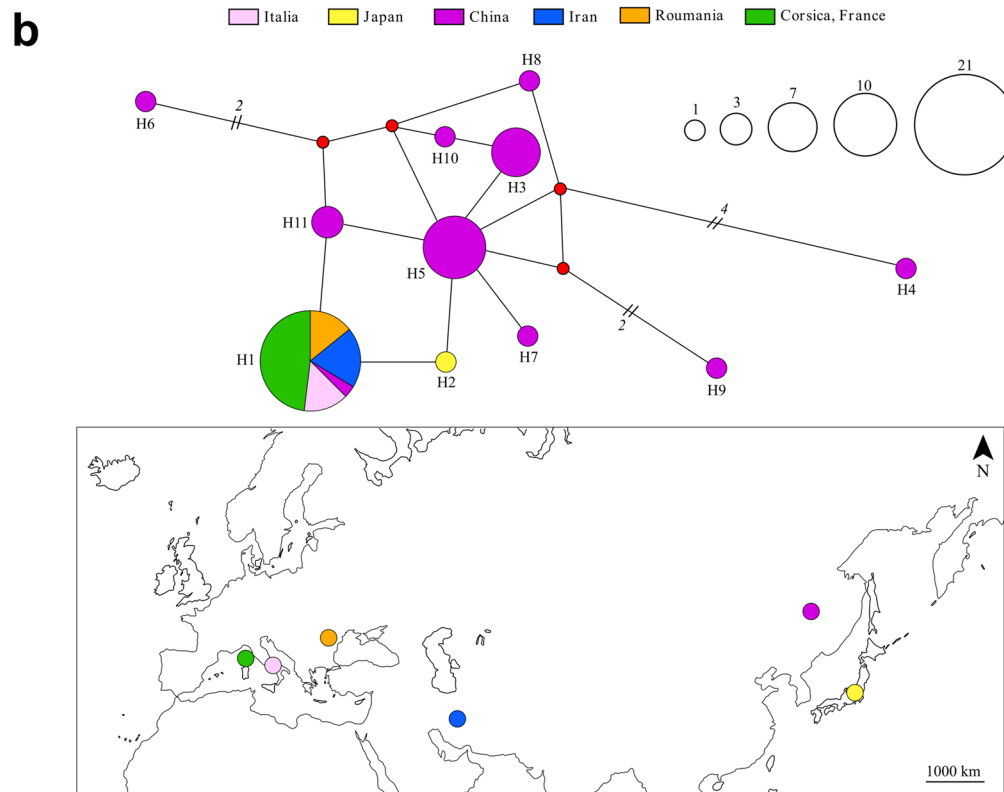 b
Italia Japan China Iran Roumania Corsica, France
H8
21
10
7
3
1
2
H6
H10
H3
H11
4
H5
H4
2
H7
H1
H2
H9
N
1000 km